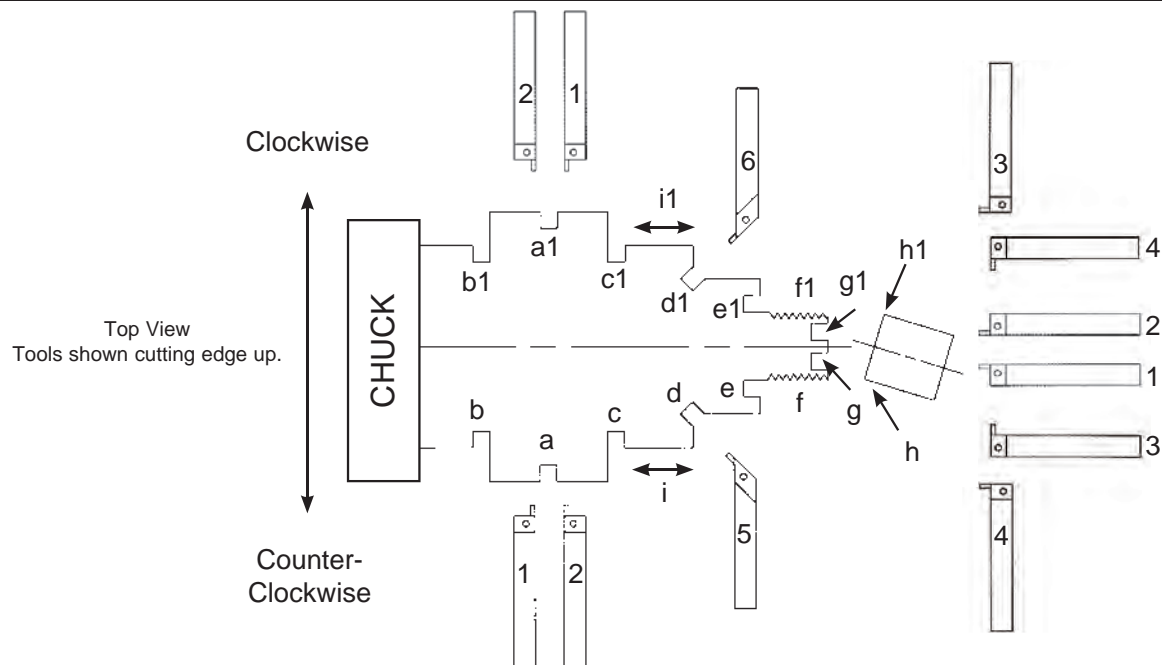 2 1
Clockwise
6
3
i1
a1
4
h1
b1
c1
f1
g1
d1
e1
2
Top View
Tools shown cutting edge up.
CHUCK
1
d
e
b
c
f
g
a
h
3
i
5
4
Counter-
Clockwise
1 2